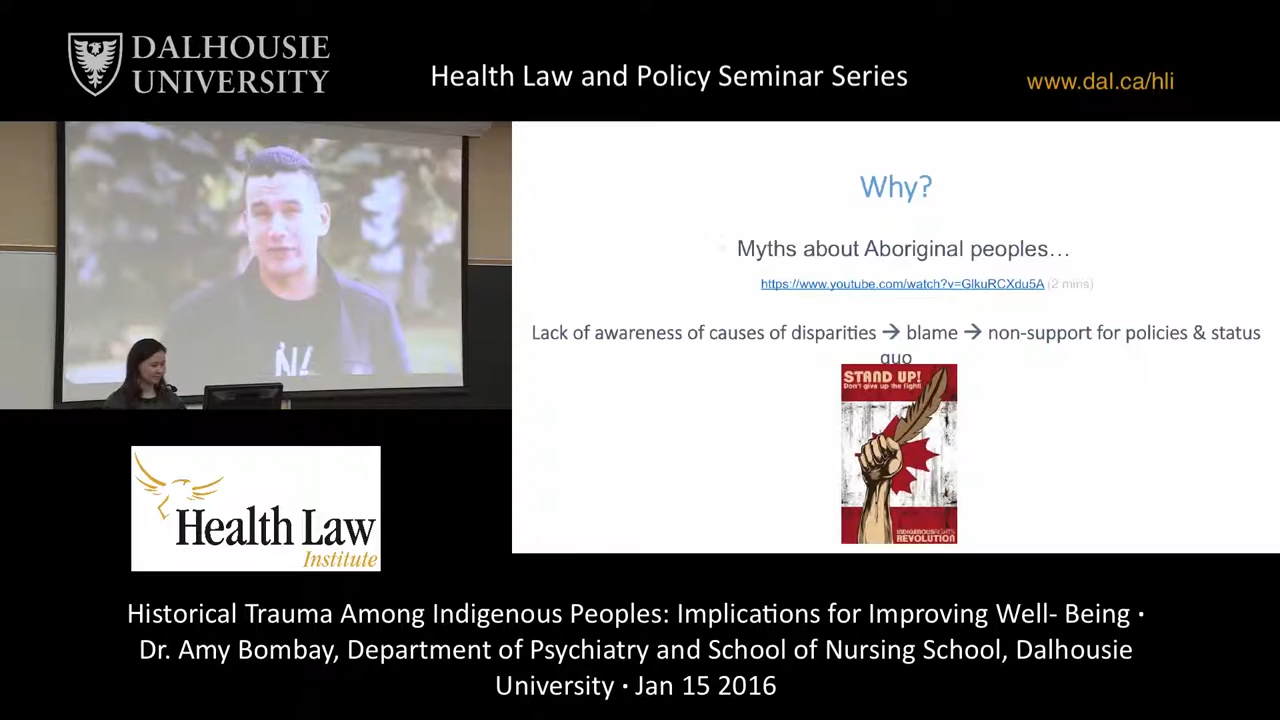 DALHOUSIE
UNIVERSITY
Health Law and Policy Seminar Series
www.dal.ca/hli
Why?
Myths about Aboriginal peoples…
https://www.youtube.com/watch?v=GlkuRCXdu5A (2 mins)
Lack of awareness of causes of disparities → blame → non-support for policies & status
quo
STAND UP!
Don't give up the fight!
INDIGENOUS RIGHTS
REVOLUTION
Health Law
Institute
Historical Trauma Among Indigenous Peoples: Implications for Improving Well- Being ·
Dr. Amy Bombay, Department of Psychiatry and School of Nursing School, Dalhousie
University · Jan 15 2016